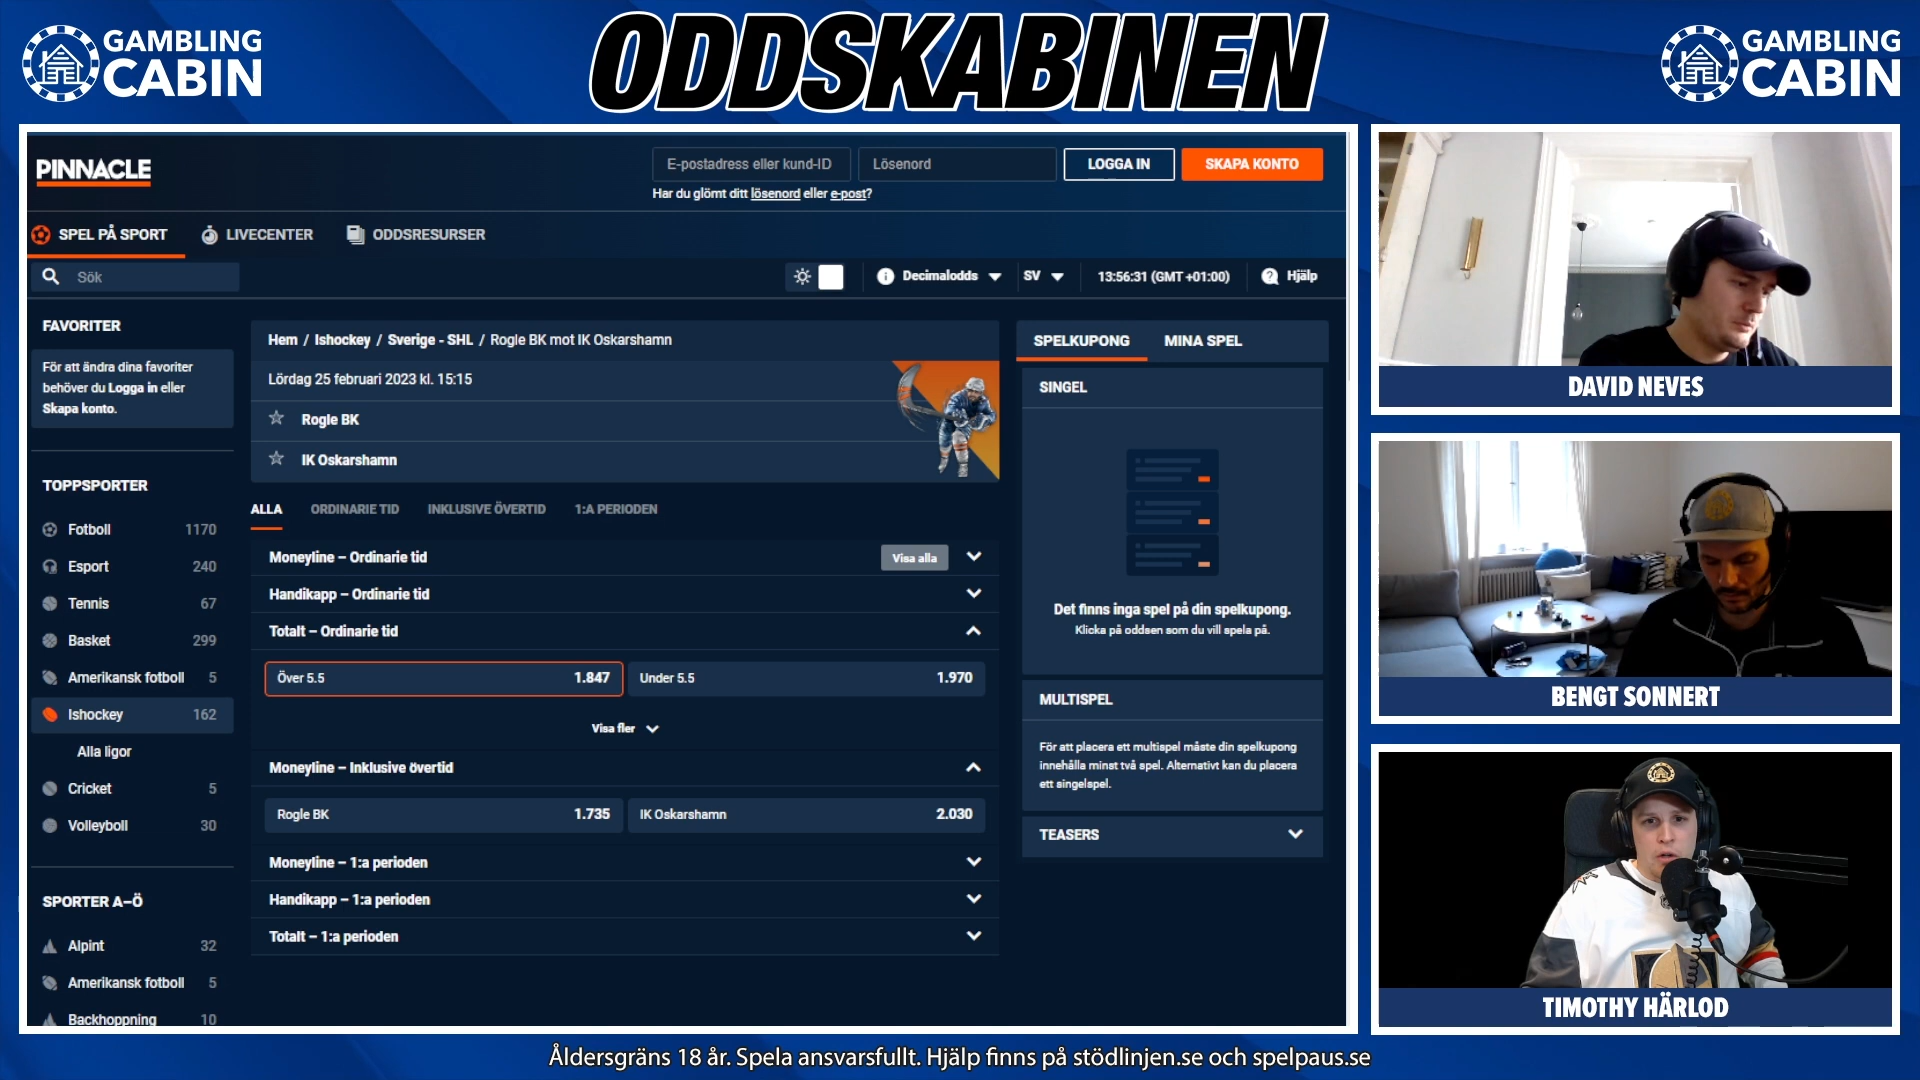 GAMBLING
CABIN
ODDSKABINEN
GAMBLING
CABIN
PINNACLE
E-postadress eller kund-ID
Lösenord
LOGGA IN
SKAPA KONTO
Har du glömt ditt lösenord eller e-post?
SPEL PÅ SPORT
LIVECENTER
ODDSRESURSER
Sök
Decimalodds
SV
13:56:31 (GMT +01:00)
Hjälp
FAVORITER
För att ändra dina favoriter
behöver du Logga in eller
Skapa konto.
TOPPSPORTER
Fotboll 1170
Esport 240
Tennis 67
Basket 299
Amerikansk fotboll 5
Ishockey 162
Alla ligor
Cricket 5
Volleyboll 30
SPORTER A–Ö
Alpint 32
Amerikansk fotboll 5
Backhoppning 10
Hem / Ishockey / Sverige - SHL / Rogle BK mot IK Oskarshamn
Lördag 25 februari 2023 kl. 15:15
Rogle BK
IK Oskarshamn
ALLA
ORDINARIE TID
INKLUSIVE ÖVERTID
1:A PERIODEN
Moneyline – Ordinarie tid
Visa alla
Handikapp – Ordinarie tid
Totalt – Ordinarie tid
Över 5.5 1.847
Under 5.5 1.970
Visa fler
Moneyline – Inklusive övertid
Rogle BK 1.735
IK Oskarshamn 2.030
Moneyline – 1:a perioden
Handikapp – 1:a perioden
Totalt – 1:a perioden
SPELKUPONG
MINA SPEL
SINGEL
Det finns inga spel på din spelkupong.
Klicka på oddsen som du vill spela på.
MULTISPEL
För att placera ett multispel måste din spelkupong
innehålla minst två spel. Alternativt kan du placera
ett singelspel.
TEASERS
DAVID NEVES
BENGT SONNERT
TIMOTHY HÄRLOD
Åldersgräns 18 år. Spela ansvarsfullt. Hjälp finns på stödlinjen.se och spelpaus.se